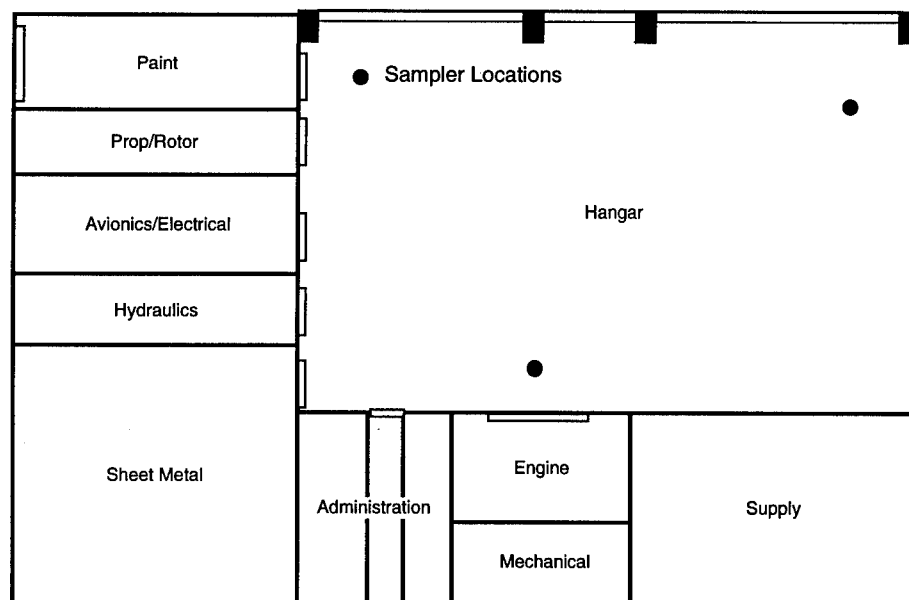 Paint
Sampler Locations
Prop/Rotor
Hangar
Avionics/Electrical
Hydraulics
Sheet Metal
Engine
Administration
Supply
Mechanical